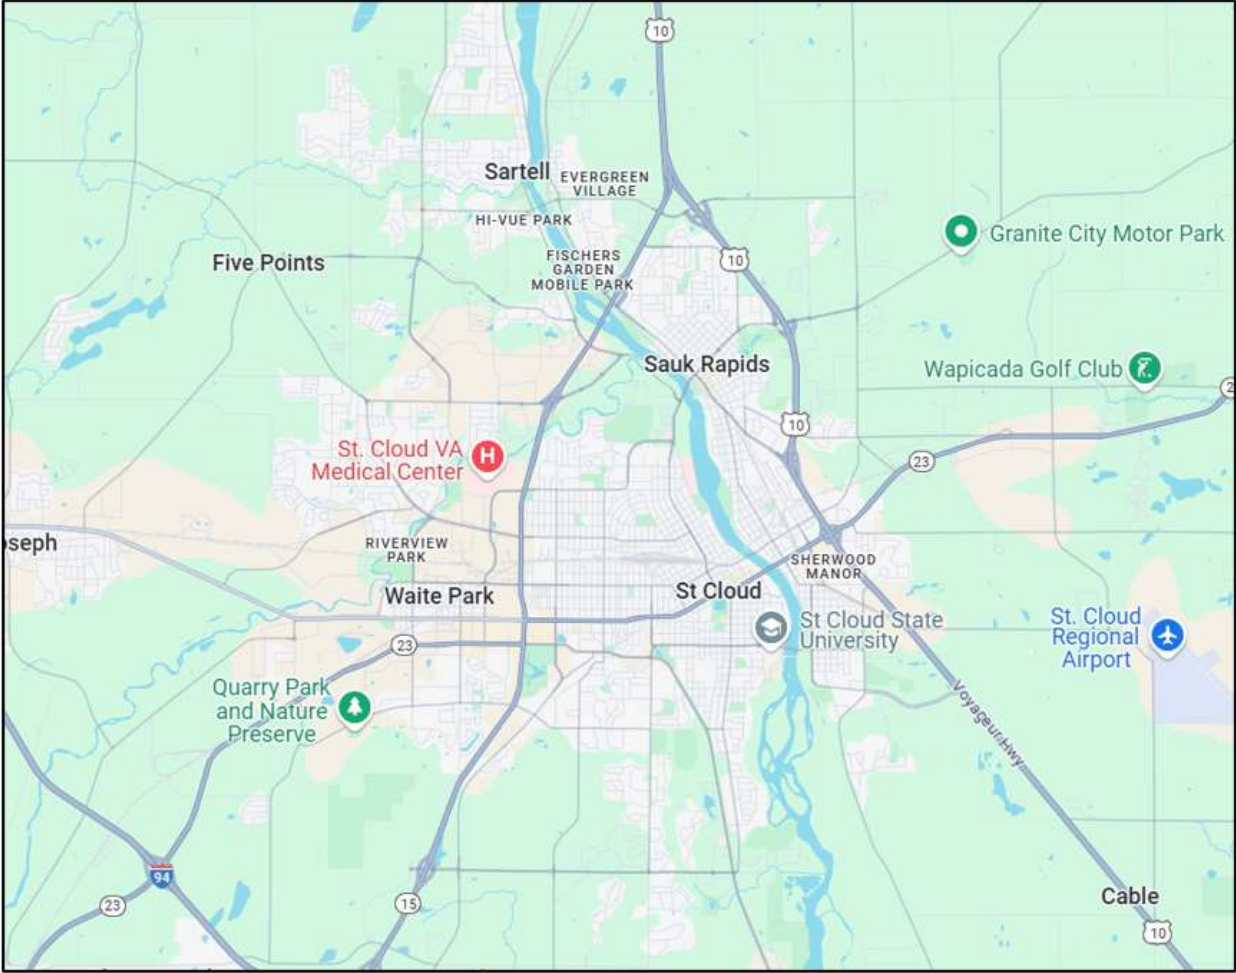 10
Sartell
EVERGREEN
VILLAGE
HI-VUE PARK
Granite City Motor Park
Five Points
FISCHERS
GARDEN
MOBILE PARK
10
Sauk Rapids
Wapicada Golf Club
2
10
St. Cloud VA
Medical Center
H
23
oseph
RIVERVIEW
PARK
SHERWOOD
MANOR
Waite Park
St Cloud
St Cloud State
University
St. Cloud
Regional
Airport
23
Quarry Park
and Nature
Preserve
Voyageur Hwy
94
23
15
Cable
10